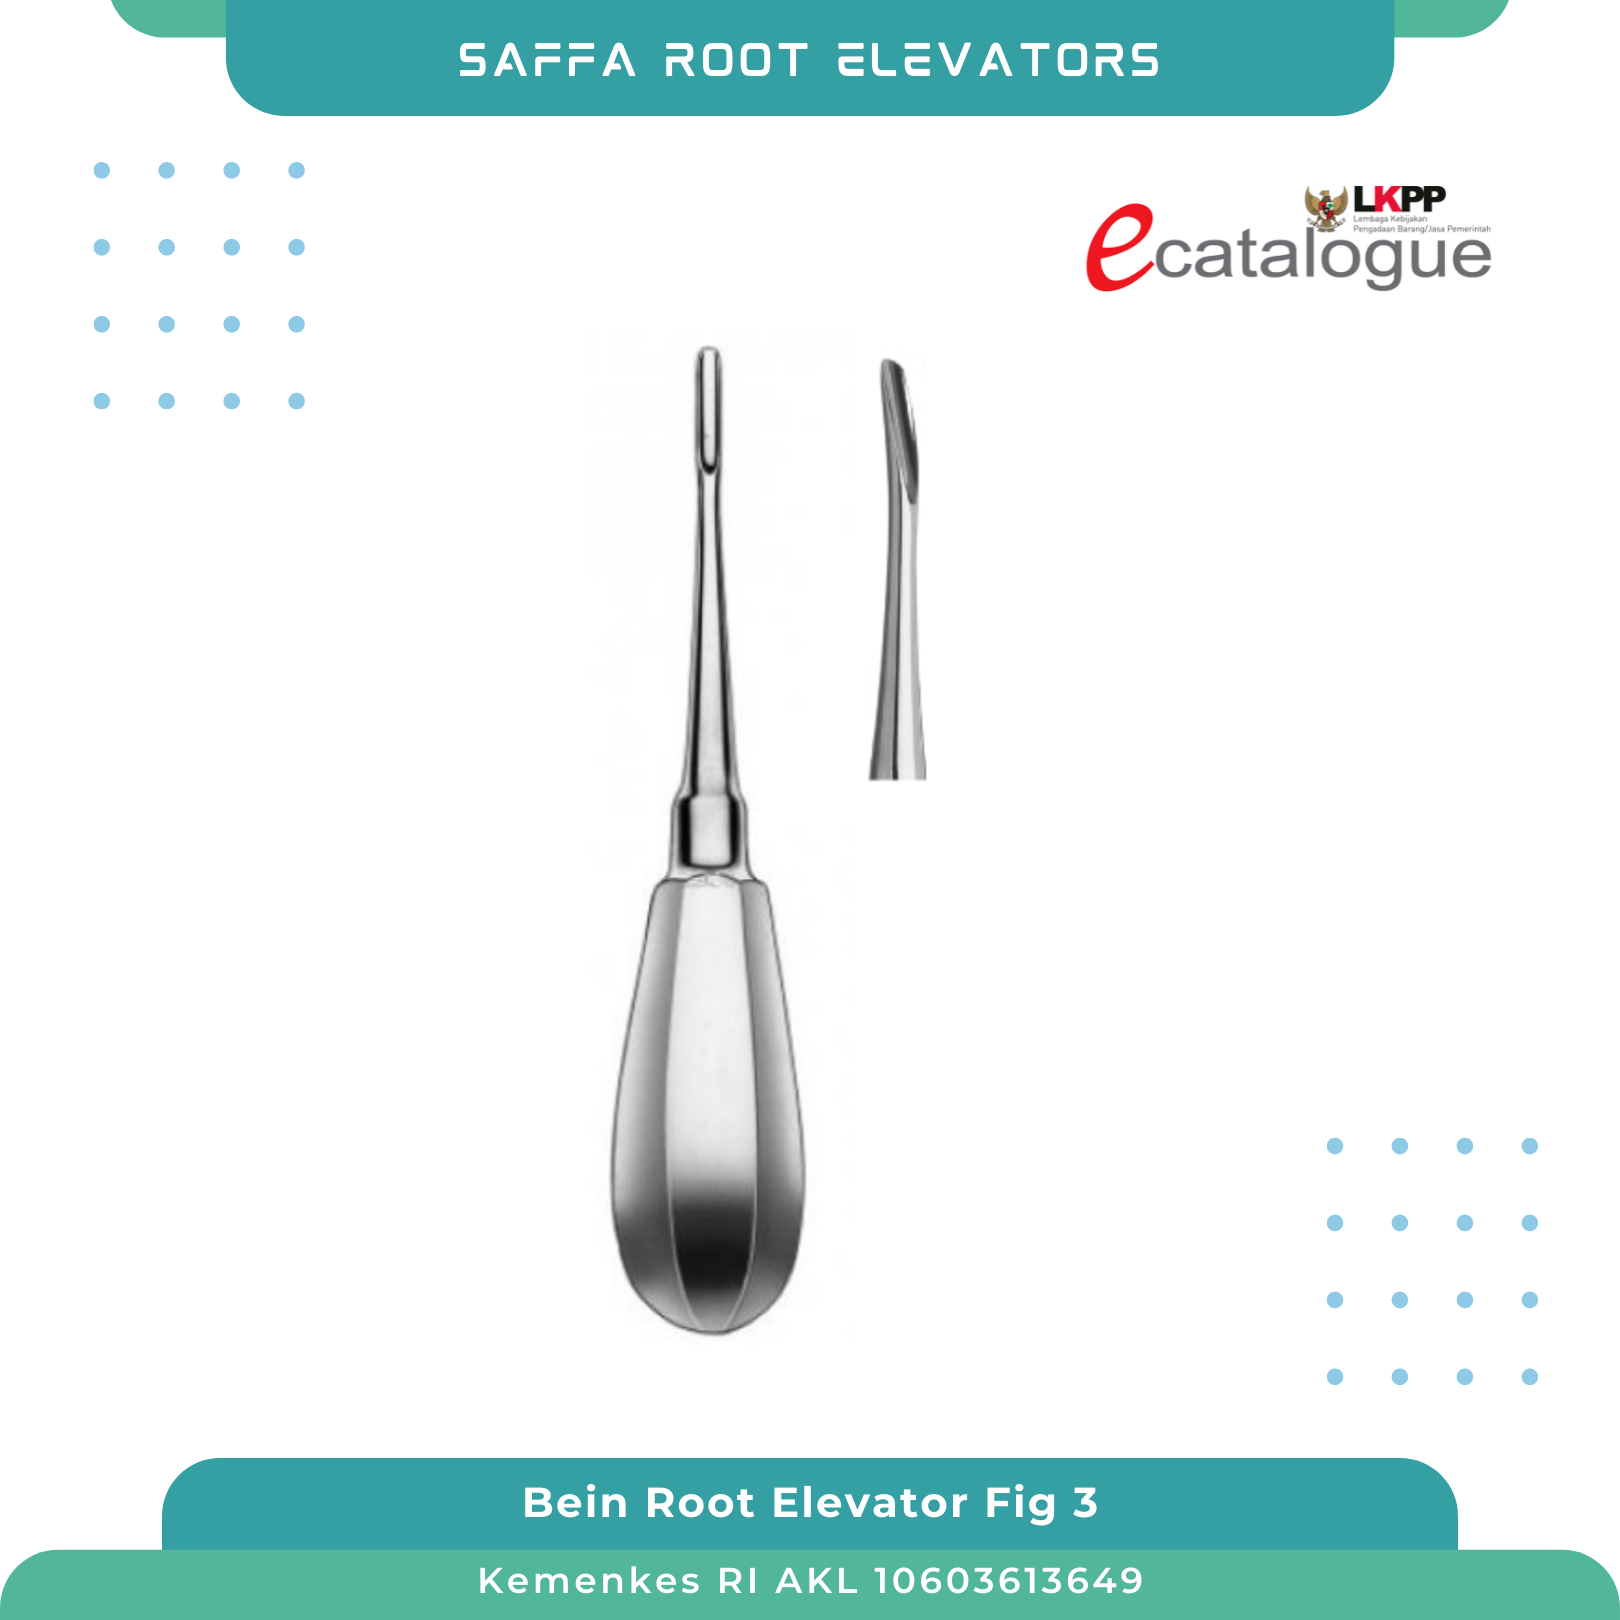 SAFFA ROOT ELEVATORS
LKPP
Lembaga Kebijakan
Pengadaan Barang/Jasa Pemerintah
ecatalogue
Bein Root Elevator Fig 3
Kemenkes RI AKL 10603613649